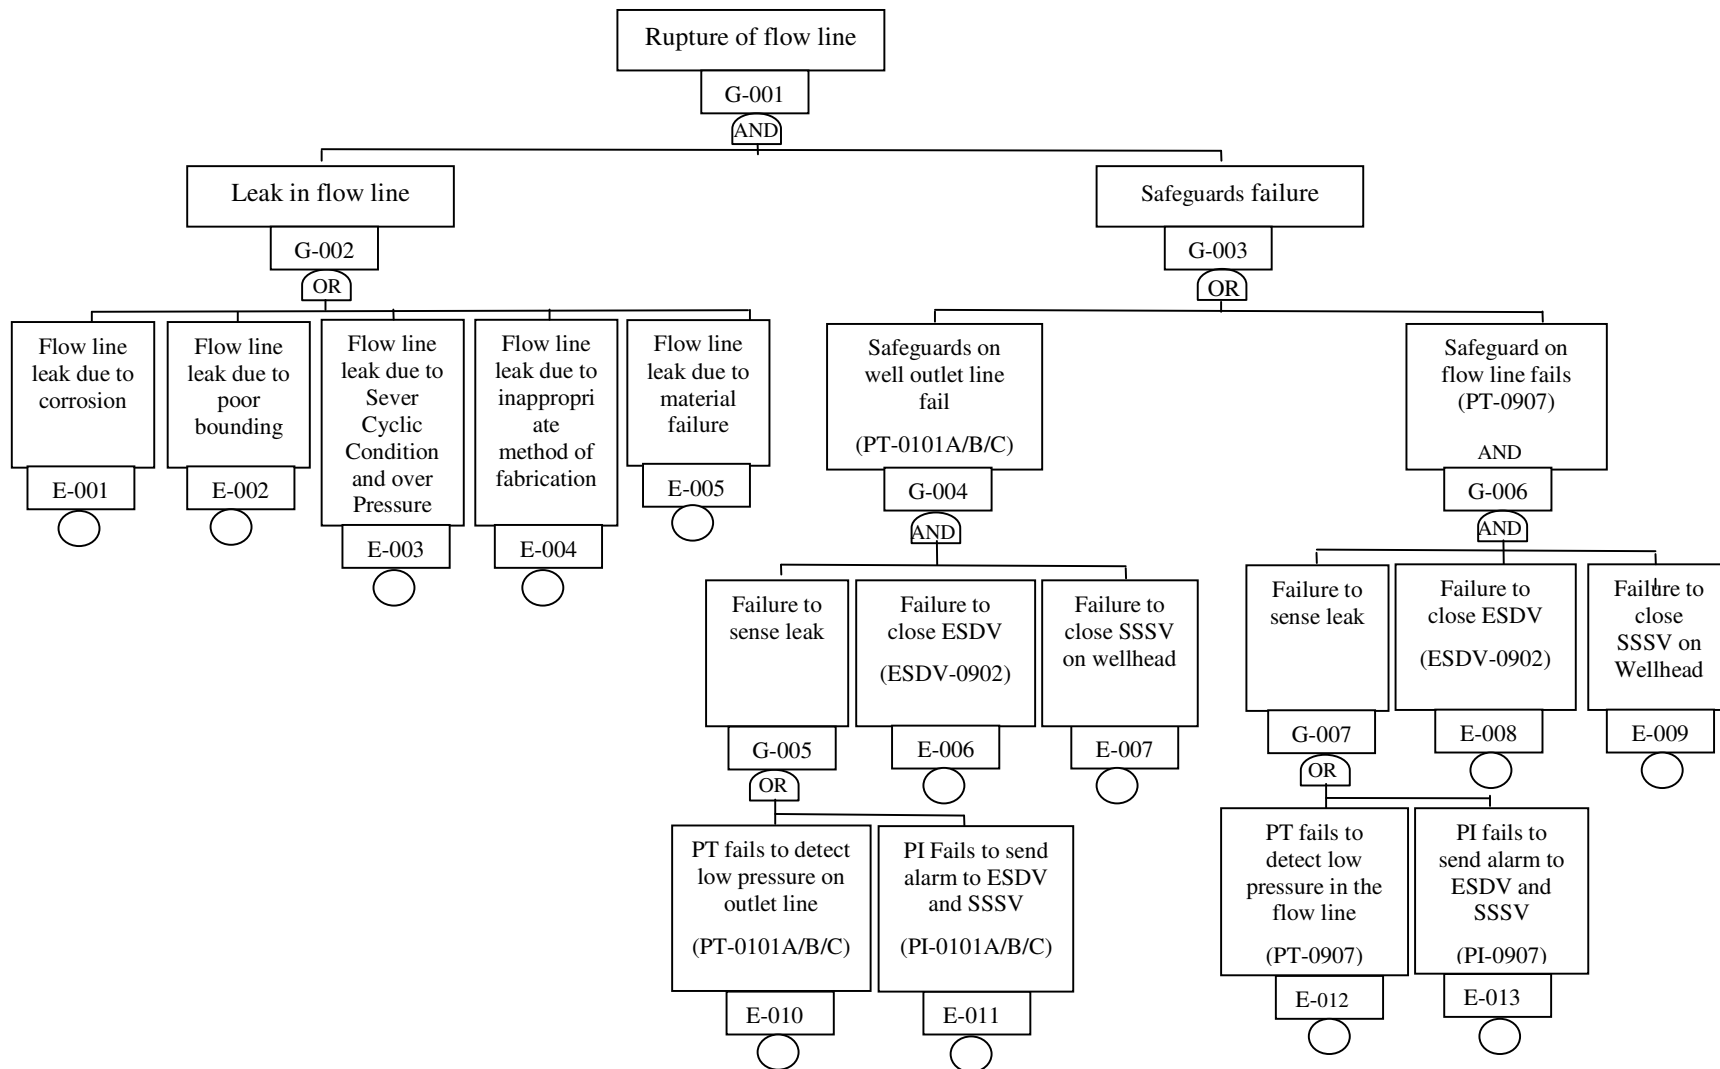 Rupture of flow line
G-001
AND
Leak in flow line
G-002
OR
Safeguards failure
G-003
OR
Flow line
leak due to
corrosion
E-001
Flow line
leak due to
poor
bounding
E-002
Flow line
leak due to
Sever
Cyclic
Condition
and over
Pressure
E-003
Flow line
leak due to
inappropri
ate
method of
fabrication
E-004
Flow line
leak due to
material
failure
E-005
Safeguards on
well outlet line
fail
(PT-0101A/B/C)
G-004
AND
Safeguard on
flow line fails
(PT-0907)
AND
G-006
AND
Failure to
sense leak
G-005
OR
Failure to
close ESDV
(ESDV-0902)
E-006
Failure to
close SSSV
on wellhead
E-007
Failure to
sense leak
G-007
OR
Failure to
close ESDV
(ESDV-0902)
E-008
Failure to
close
SSSV on
Wellhead
E-009
PT fails to detect
low pressure on
outlet line
(PT-0101A/B/C)
E-010
PI Fails to send
alarm to ESDV
and SSSV
(PI-0101A/B/C)
E-011
PT fails to
detect low
pressure in the
flow line
(PT-0907)
E-012
PI fails to
send alarm to
ESDV and
SSSV
(PI-0907)
E-013